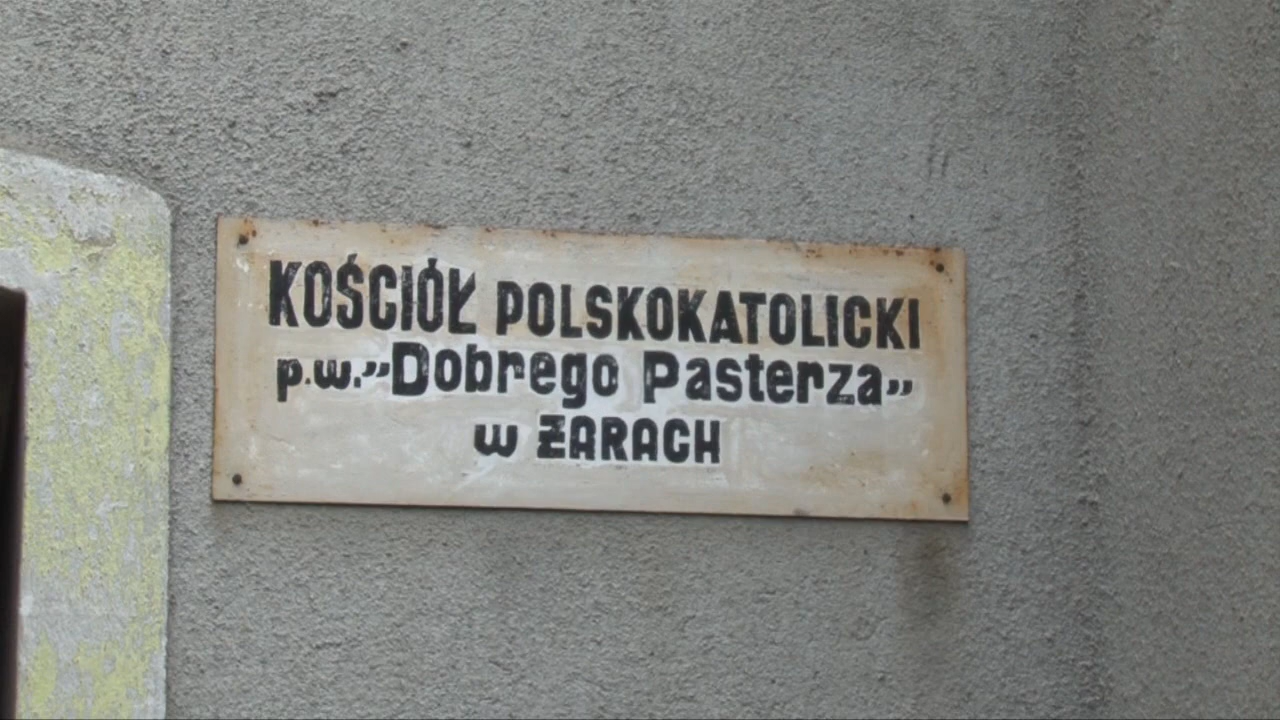 KOŚCIÓŁ POLSKOKATOLICKI
p.w. „Dobrego Pasterza”
w ŻARACH